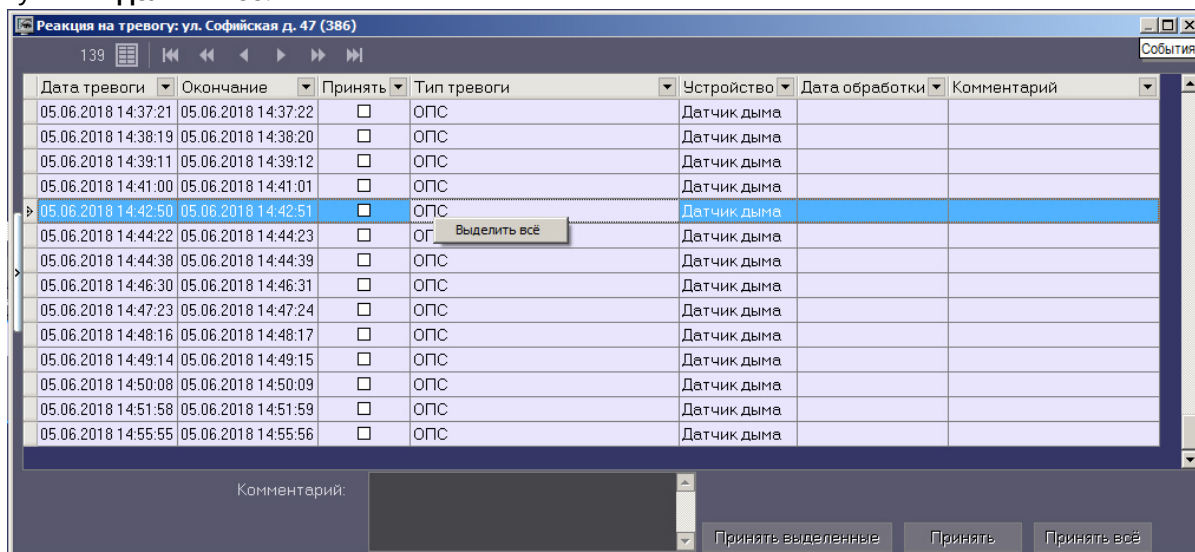 Реакция на тревогу: ул. Софийская д. 47 (386)
139
События
Дата тревоги Окончание Принять Тип тревоги Устройство Дата обработки Комментарий
05.06.2018 14:37:21 05.06.2018 14:37:22 ОПС Датчик дыма
05.06.2018 14:38:19 05.06.2018 14:38:20 ОПС Датчик дыма
05.06.2018 14:39:11 05.06.2018 14:39:12 ОПС Датчик дыма
05.06.2018 14:41:00 05.06.2018 14:41:01 ОПС Датчик дыма
05.06.2018 14:42:50 05.06.2018 14:42:51 ОПС Датчик дыма
Выделить всё
05.06.2018 14:44:22 05.06.2018 14:44:23 Датчик дыма
05.06.2018 14:44:38 05.06.2018 14:44:39 ОПС Датчик дыма
05.06.2018 14:46:30 05.06.2018 14:46:31 ОПС Датчик дыма
05.06.2018 14:47:23 05.06.2018 14:47:24 ОПС Датчик дыма
05.06.2018 14:48:16 05.06.2018 14:48:17 ОПС Датчик дыма
05.06.2018 14:49:14 05.06.2018 14:49:15 ОПС Датчик дыма
05.06.2018 14:50:08 05.06.2018 14:50:09 ОПС Датчик дыма
05.06.2018 14:51:58 05.06.2018 14:51:59 ОПС Датчик дыма
05.06.2018 14:55:55 05.06.2018 14:55:56 ОПС Датчик дыма
Комментарий:
Принять выделенные Принять Принять всё